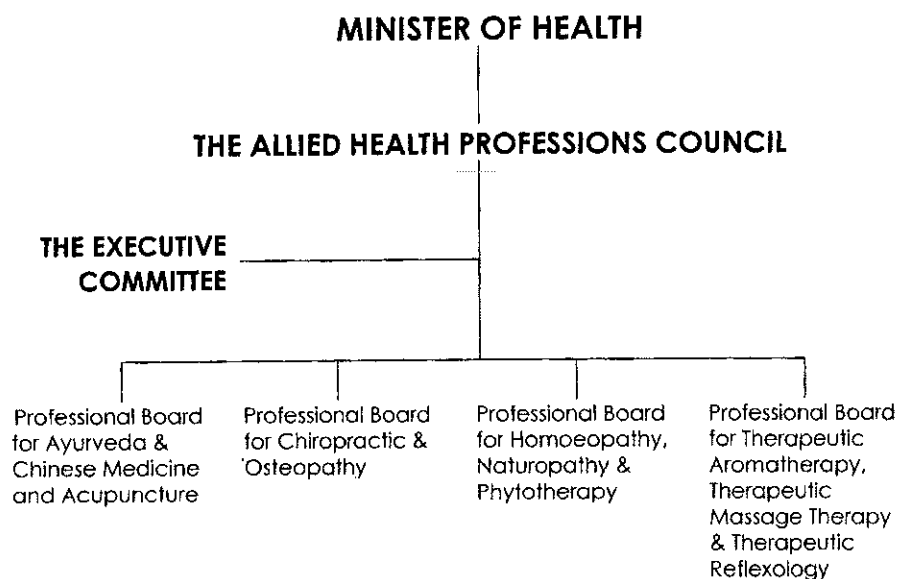 MINISTER OF HEALTH
THE ALLIED HEALTH PROFESSIONS COUNCIL
THE EXECUTIVE
COMMITTEE
Professional Board
for Ayurveda &
Chinese Medicine
and Acupuncture
Professional Board
for Chiropractic &
Osteopathy
Professional Board
for Homoeopathy,
Naturopathy &
Phytotherapy
Professional Board
for Therapeutic
Aromatherapy,
Therapeutic
Massage Therapy
& Therapeutic
Reflexology